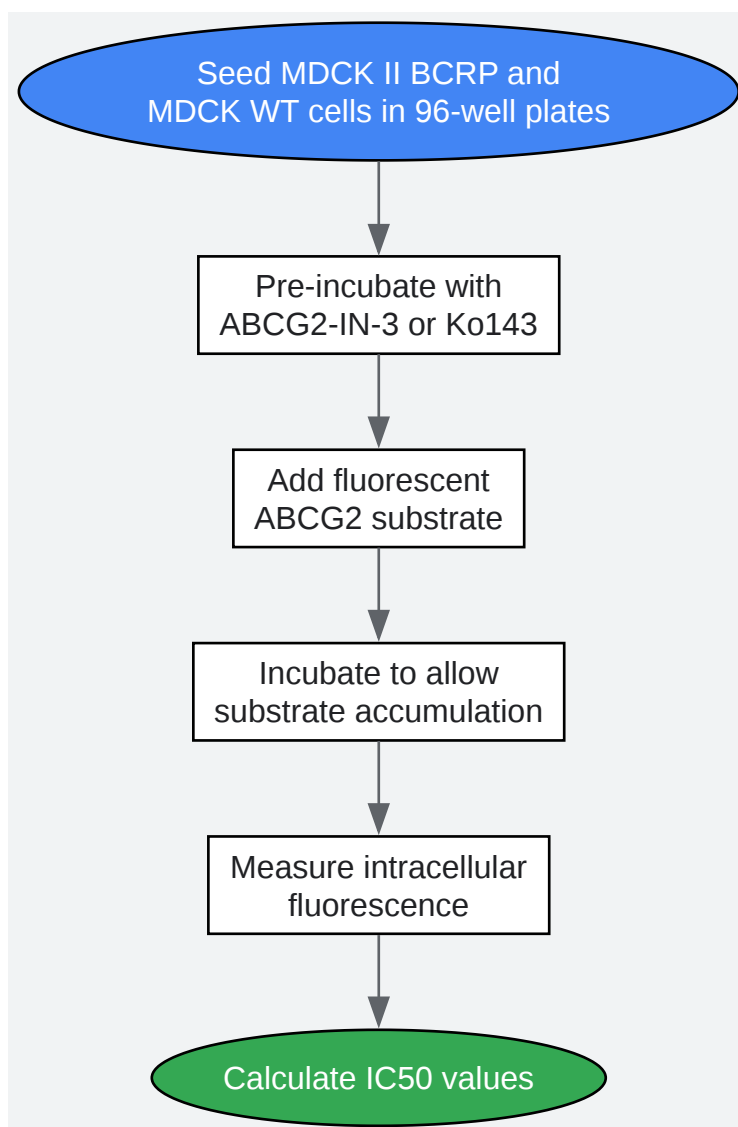 Seed MDCK II BCRP and
MDCK WT cells in 96-well plates
Pre-incubate with
ABCG2-IN-3 or Ko143
Add fluorescent
ABCG2 substrate
Incubate to allow
substrate accumulation
Measure intracellular
fluorescence
Calculate IC50 values